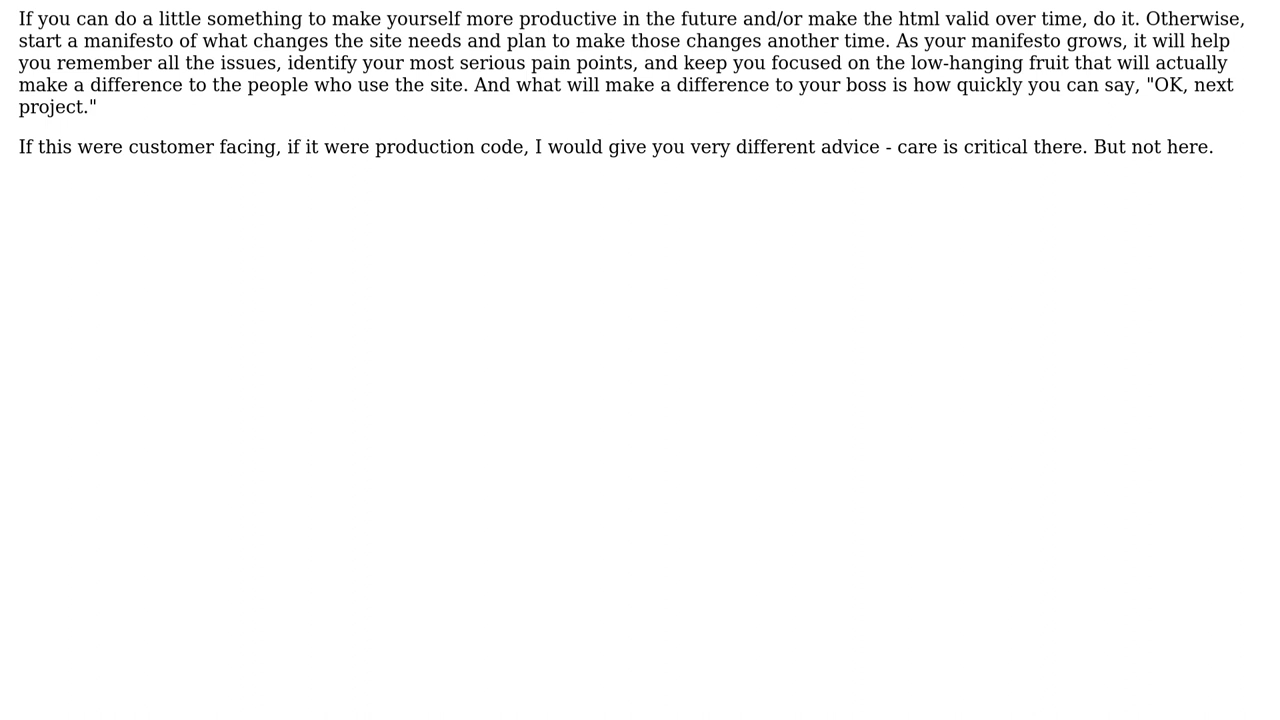 If you can do a little something to make yourself more productive in the future and/or make the html valid over time, do it. Otherwise,
start a manifesto of what changes the site needs and plan to make those changes another time. As your manifesto grows, it will help
you remember all the issues, identify your most serious pain points, and keep you focused on the low-hanging fruit that will actually
make a difference to the people who use the site. And what will make a difference to your boss is how quickly you can say, "OK, next
project."
If this were customer facing, if it were production code, I would give you very different advice - care is critical there. But not here.